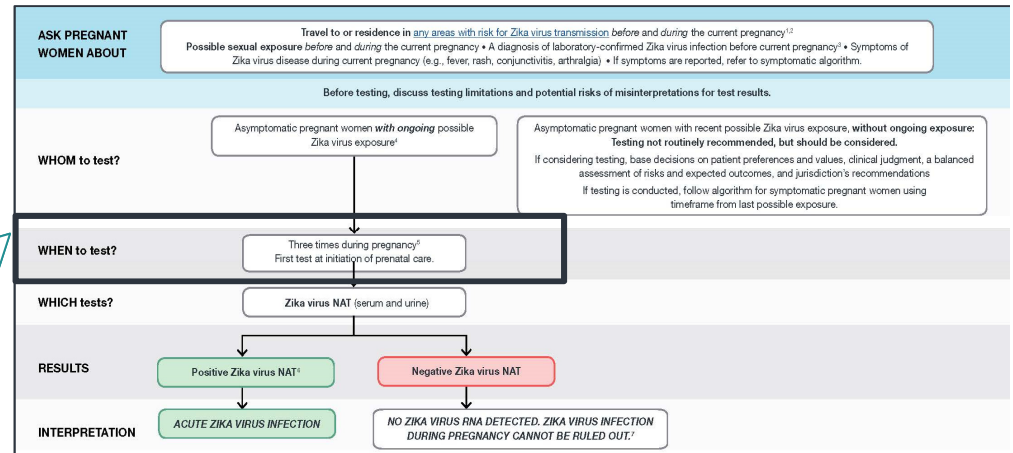 ASK PREGNANT
WOMEN ABOUT
Travel to or residence in any areas with risk for Zika virus transmission before and during the current pregnancy1,2
Possible sexual exposure before and during the current pregnancy • A diagnosis of laboratory-confirmed Zika virus infection before current pregnancy3 • Symptoms of
Zika virus disease during current pregnancy (e.g., fever, rash, conjunctivitis, arthralgia) • If symptoms are reported, refer to symptomatic algorithm.
Before testing, discuss testing limitations and potential risks of misinterpretations for test results.
WHOM to test?
Asymptomatic pregnant women with ongoing possible
Zika virus exposure4
Asymptomatic pregnant women with recent possible Zika virus exposure, without ongoing exposure:
Testing not routinely recommended, but should be considered.
If considering testing, base decisions on patient preferences and values, clinical judgment, a balanced
assessment of risks and expected outcomes, and jurisdiction's recommendations
If testing is conducted, follow algorithm for symptomatic pregnant women using
timeframe from last possible exposure.
WHEN to test?
Three times during pregnancy5
First test at initiation of prenatal care.
WHICH tests?
Zika virus NAT (serum and urine)
RESULTS
Positive Zika virus NAT6
Negative Zika virus NAT
INTERPRETATION
ACUTE ZIKA VIRUS INFECTION
NO ZIKA VIRUS RNA DETECTED. ZIKA VIRUS INFECTION
DURING PREGNANCY CANNOT BE RULED OUT.7